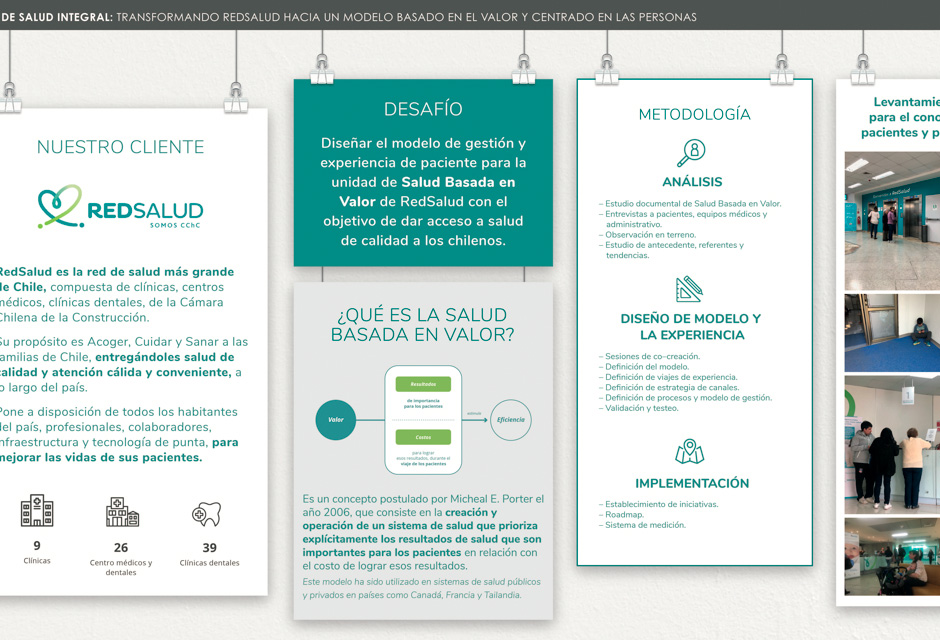 DE SALUD INTEGRAL: TRANSFORMANDO REDSALUD HACIA UN MODELO BASADO EN EL VALOR Y CENTRADO EN LAS PERSONAS
NUESTRO CLIENTE
REDSALUD
SOMOS CChC
RedSalud es la red de salud más grande
de Chile, compuesta de clínicas, centros
médicos, clínicas dentales, de la Cámara
Chilena de la Construcción.
Su propósito es Acoger, Cuidar y Sanar a las
familias de Chile, entregándoles salud de
calidad y atención cálida y conveniente, a
lo largo del país.
Pone a disposición de todos los habitantes
del país, profesionales, colaboradores,
infraestructura y tecnología de punta, para
mejorar las vidas de sus pacientes.
9
Clínicas
26
Centro médicos y
dentales
39
Clínicas dentales
DESAFÍO
Diseñar el modelo de gestión y
experiencia de paciente para la
unidad de Salud Basada en
Valor de RedSalud con el
objetivo de dar acceso a salud
de calidad a los chilenos.
¿QUÉ ES LA SALUD
BASADA EN VALOR?
Valor
Resultados
de importancia
para los pacientes
Costos
para lograr
esos resultados, durante el
viaje de los pacientes
Eficiencia
Es un concepto postulado por Micheal E. Porter el
año 2006, que consiste en la creación y
operación de un sistema de salud que prioriza
explícitamente los resultados de salud que son
importantes para los pacientes en relación con
el costo de lograr esos resultados.
Este modelo ha sido utilizado en sistemas de salud públicos
y privados en países como Canadá, Francia y Tailandia.
METODOLOGÍA
ANÁLISIS
– Estudio documental de Salud Basada en Valor.
– Entrevistas a pacientes, equipos médicos y
administrativo.
– Observación en terreno.
– Estudio de antecedente, referentes y
tendencias.
DISEÑO DE MODELO Y
LA EXPERIENCIA
– Sesiones de co-creación.
– Definición del modelo.
– Definición de viajes de experiencia.
– Definición de estrategia de canales.
– Definición de procesos y modelo de gestión.
– Validación y testeo.
IMPLEMENTACIÓN
– Establecimiento de iniciativas.
– Roadmap.
– Sistema de medición.
Levantamie
para el cono
pacientes y p
RedSalud
1